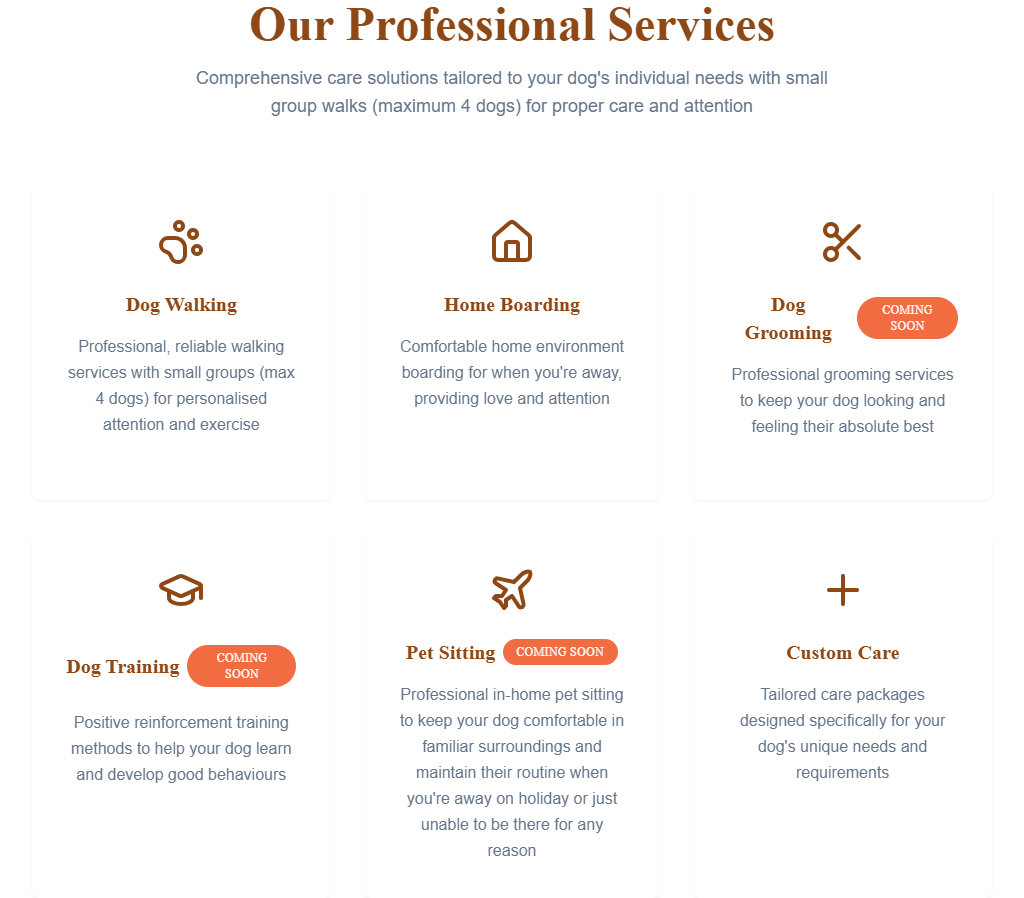 Our Professional Services
Comprehensive care solutions tailored to your dog's individual needs with small
group walks (maximum 4 dogs) for proper care and attention
Dog Walking
Professional, reliable walking
services with small groups (max
4 dogs) for personalised
attention and exercise
Home Boarding
Comfortable home environment
boarding for when you're away,
providing love and attention
Dog
Grooming
COMING
SOON
Professional grooming services
to keep your dog looking and
feeling their absolute best
Dog Training
COMING
SOON
Positive reinforcement training
methods to help your dog learn
and develop good behaviours
Pet Sitting
COMING SOON
Professional in-home pet sitting
to keep your dog comfortable in
familiar surroundings and
maintain their routine when
you're away on holiday or just
unable to be there for any
reason
Custom Care
Tailored care packages
designed specifically for your
dog's unique needs and
requirements